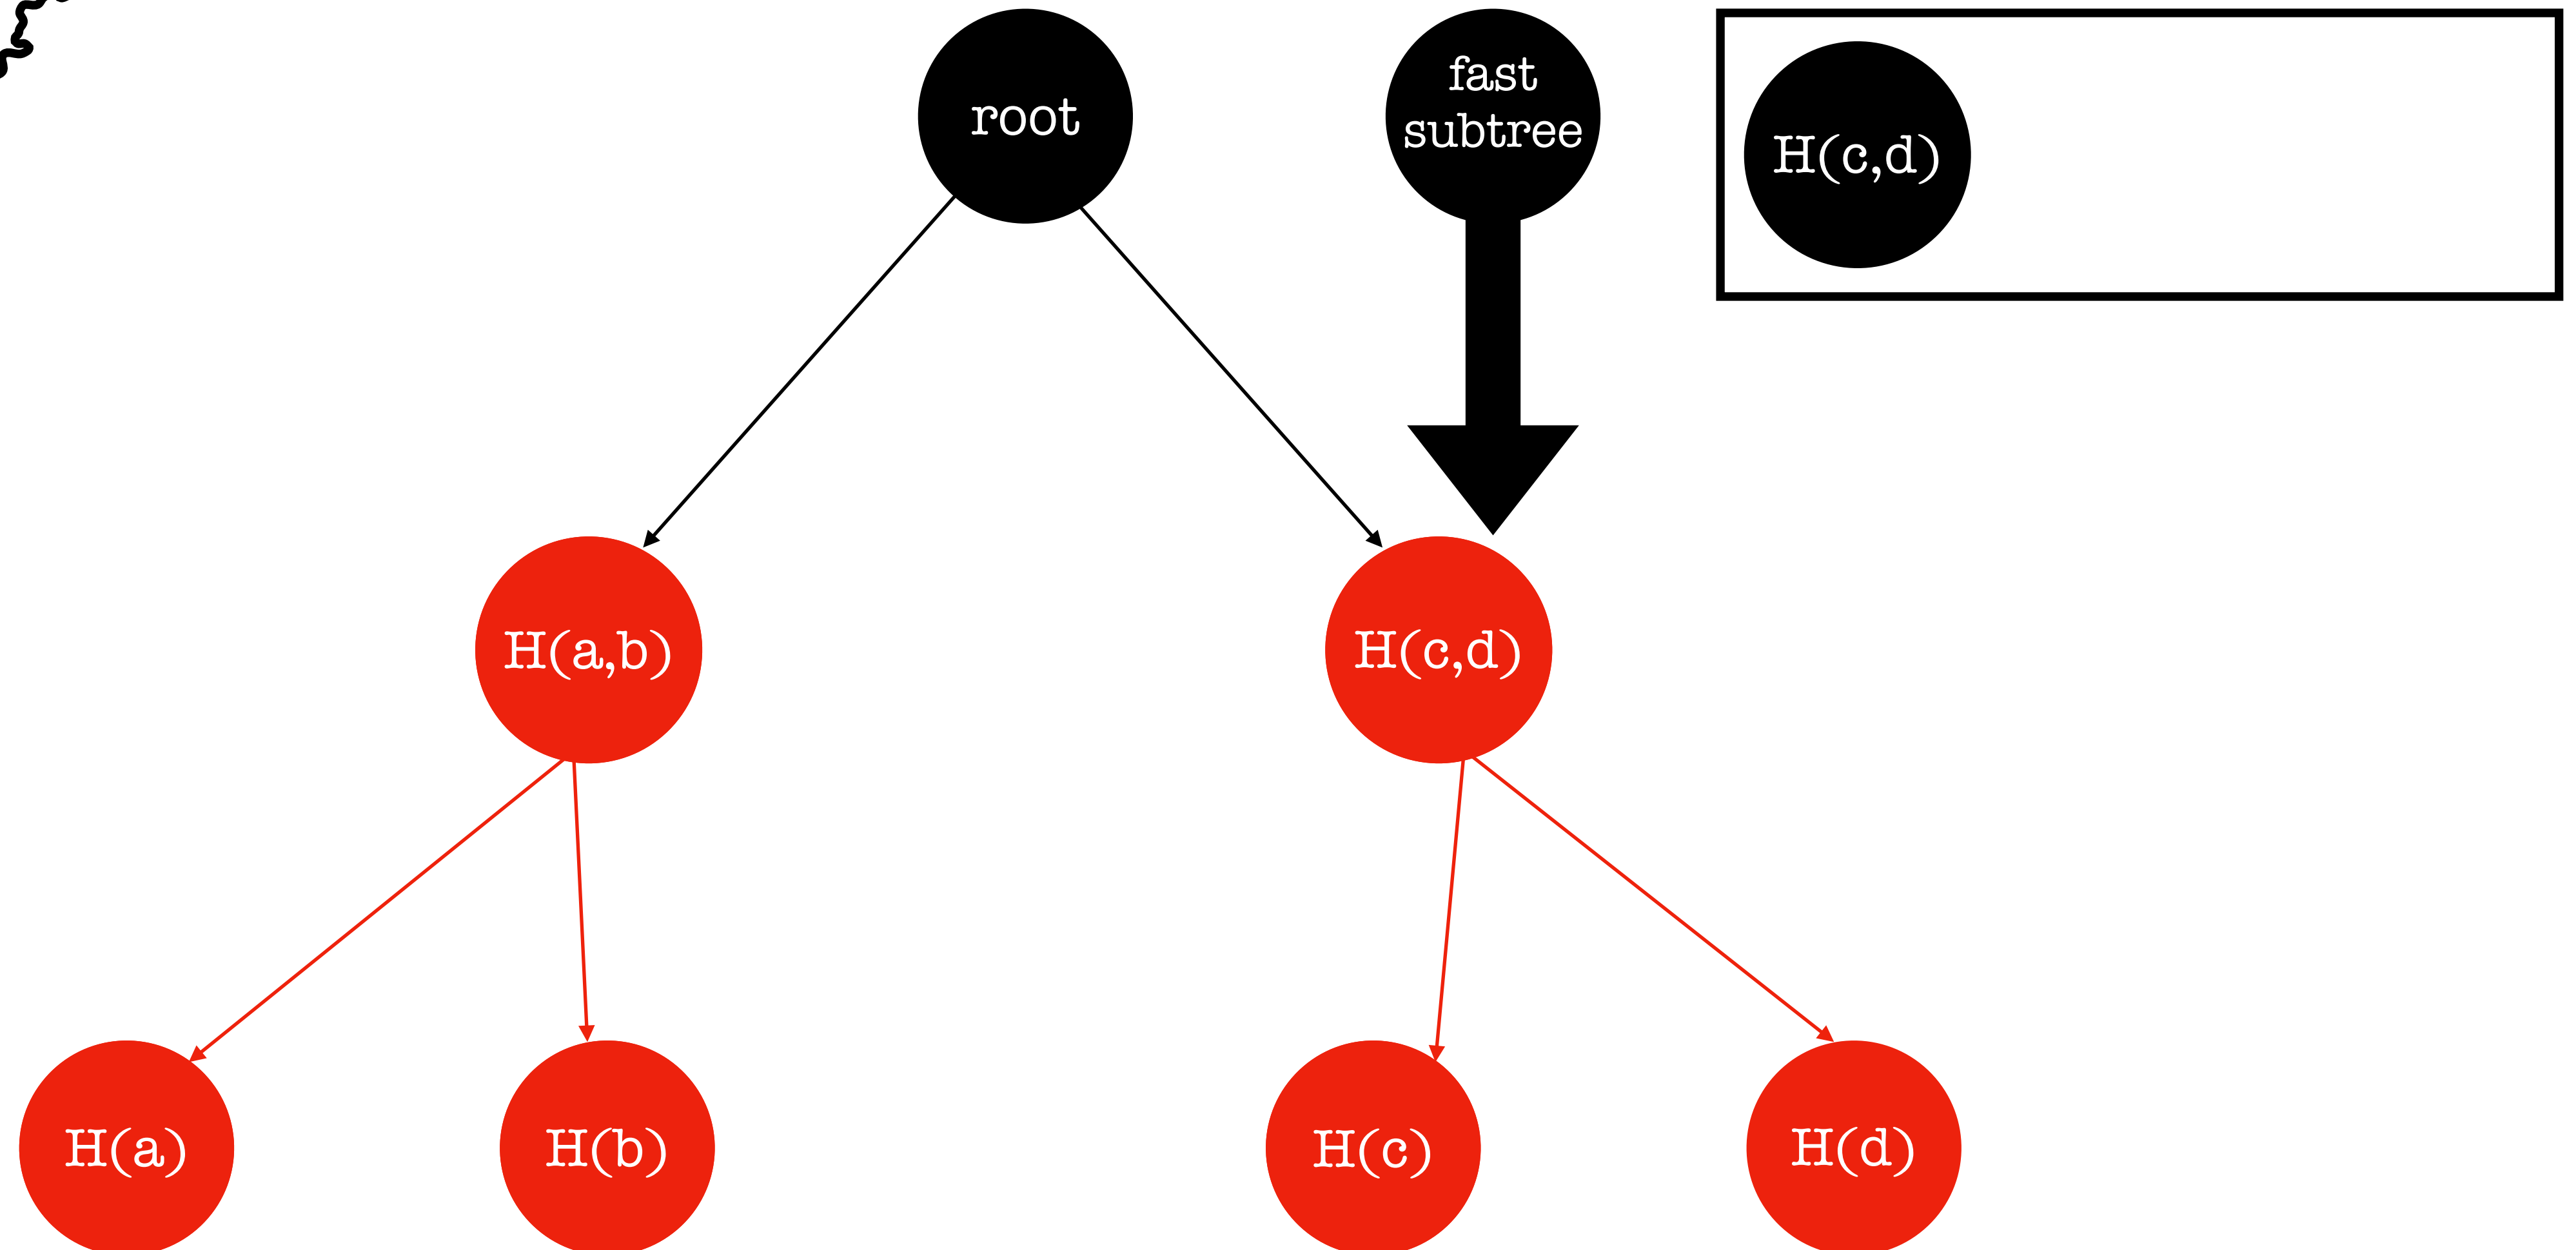 root
fast
subtree
H(c,d)
H(a,b)
H(c,d)
H(a)
H(b)
H(c)
H(d)